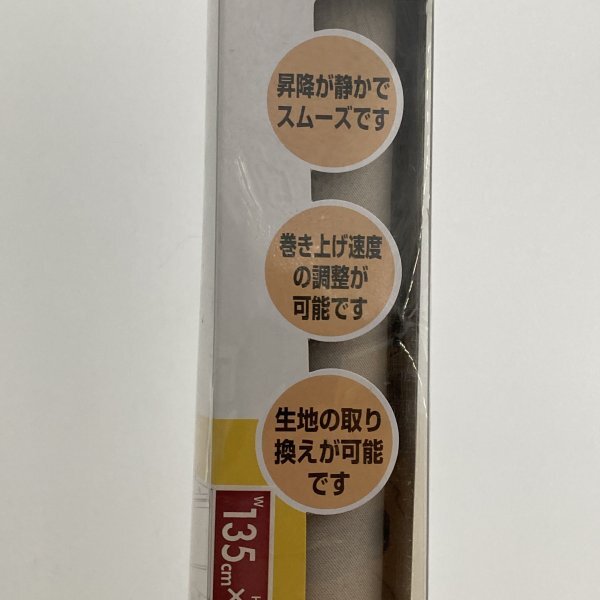 昇降が静かで
スムーズです
巻き上げ速度
の調整が
可能です
生地の取り
換えが可能
です
W
135cm×